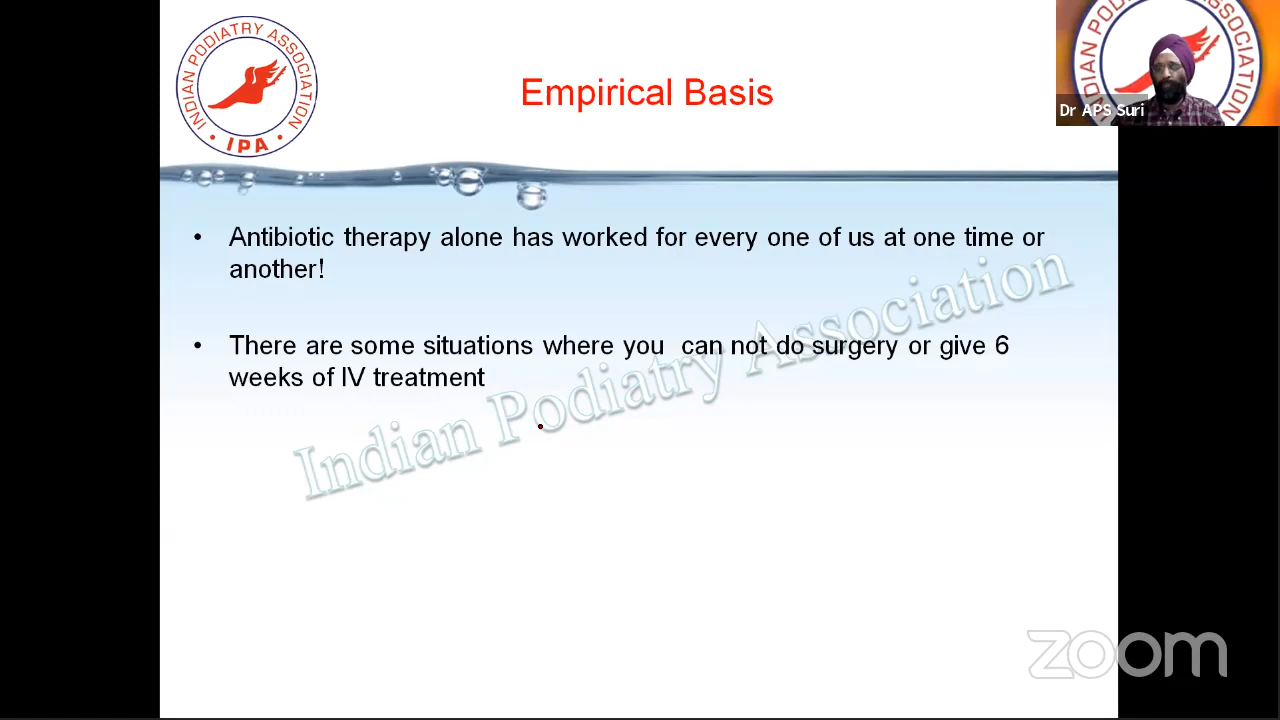 INDIAN PODIATRY ASSOCIATION
• IPA •
Empirical Basis
Dr APS Suri
• Antibiotic therapy alone has worked for every one of us at one time or
another!
• There are some situations where you can not do surgery or give 6
weeks of IV treatment
Indian Podiatry Association
zoom